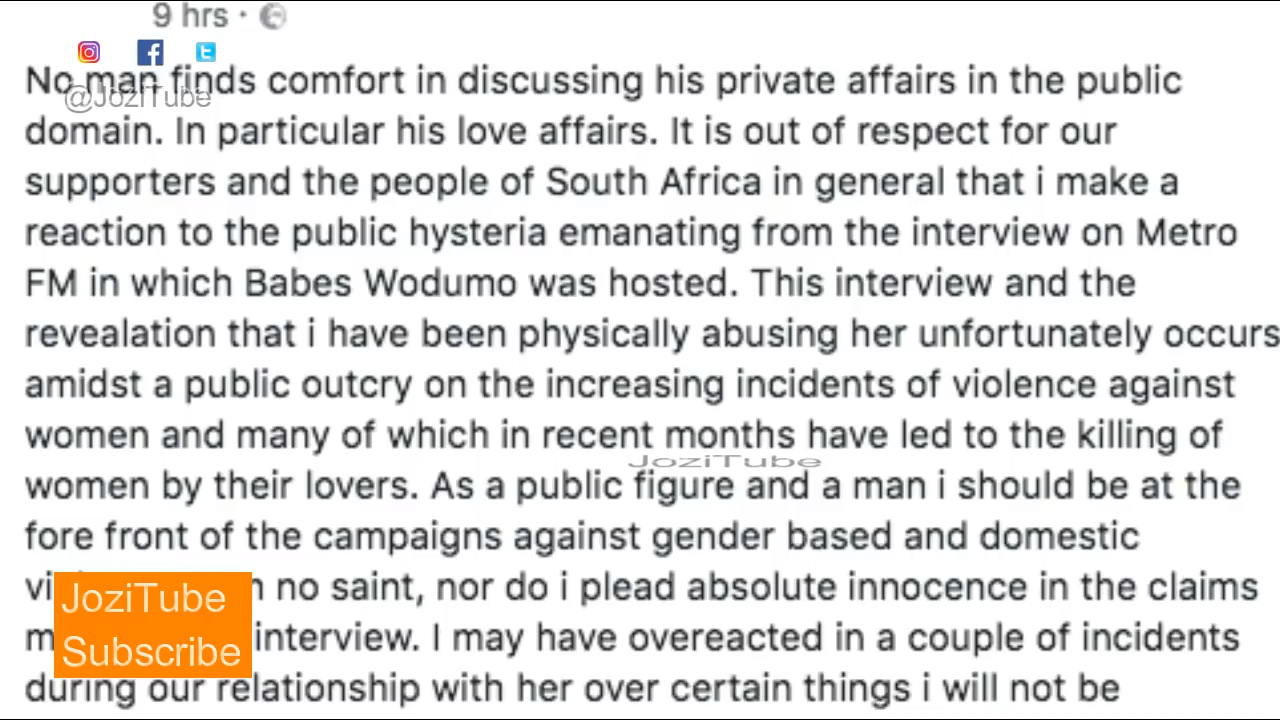 9 hrs ·
No man finds comfort in discussing his private affairs in the public
@JoziTube
domain. In particular his love affairs. It is out of respect for our
supporters and the people of South Africa in general that i make a
reaction to the public hysteria emanating from the interview on Metro
FM in which Babes Wodumo was hosted. This interview and the
revealation that i have been physically abusing her unfortunately occurs
amidst a public outcry on the increasing incidents of violence against
women and many of which in recent months have led to the killing of
JoziTube
women by their lovers. As a public figure and a man i should be at the
fore front of the campaigns against gender based and domestic
no saint, nor do i plead absolute innocence in the claims
interview. I may have overeacted in a couple of incidents
during our relationship with her over certain things i will not be
JoziTube
Subscribe